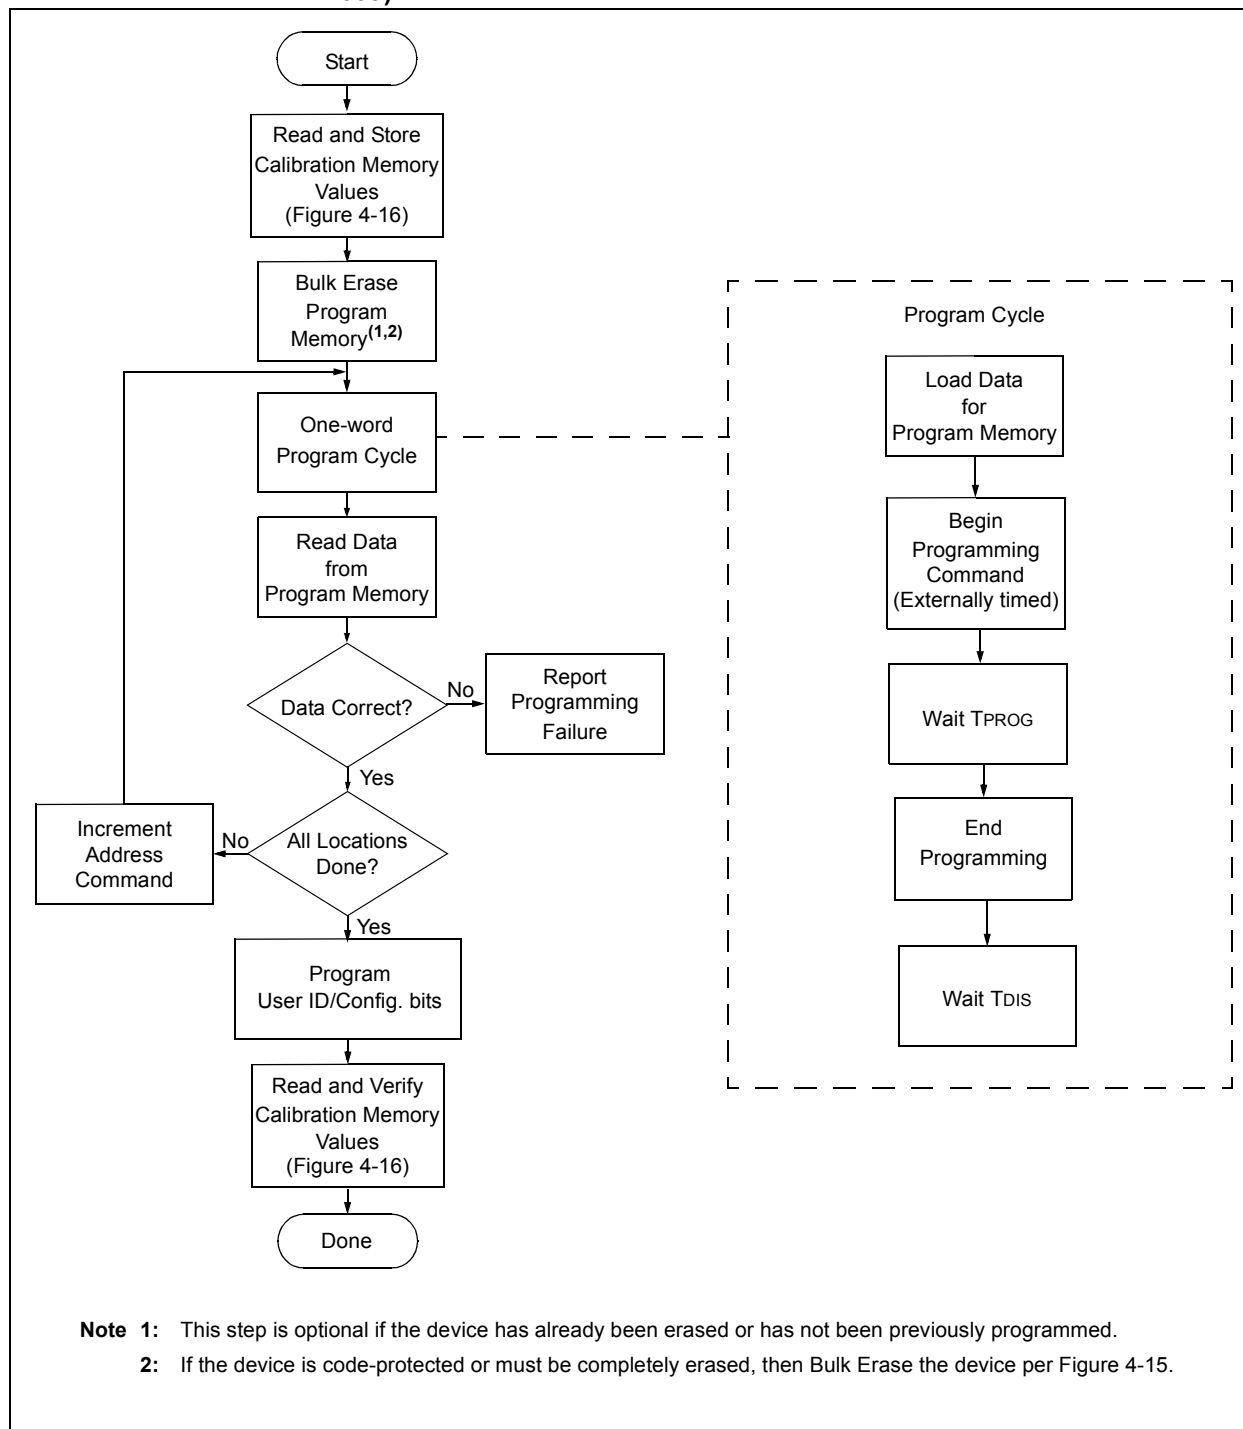 Start
Read and Store
Calibration Memory
Values
(Figure 4-16)
Bulk Erase
Program
Memory(1,2)
One-word
Program Cycle
Read Data
from
Program Memory
Data Correct?
No
Report
Programming
Failure
Yes
All Locations
Done?
No
Increment
Address
Command
Yes
Program
User ID/Config. bits
Read and Verify
Calibration Memory
Values
(Figure 4-16)
Done
Program Cycle
Load Data
for
Program Memory
Begin
Programming
Command
(Externally timed)
Wait TPROG
End
Programming
Wait TDIS
Note 1: This step is optional if the device has already been erased or has not been previously programmed.
2: If the device is code-protected or must be completely erased, then Bulk Erase the device per Figure 4-15.